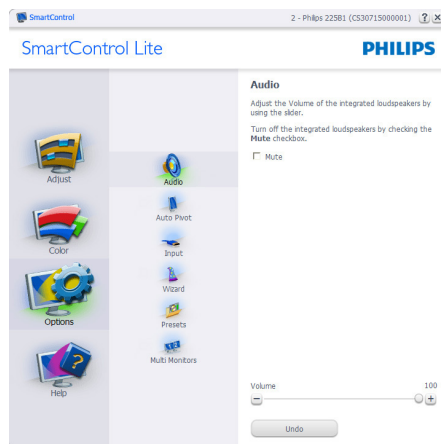 SmartControl
2 - Philips 225B1 (CS30715000001)
? ×
SmartControl Lite
PHILIPS
Adjust
Color
Options
Help
Audio
Auto Pivot
Input
Wizard
Presets
Multi Monitors
Audio
Adjust the Volume of the integrated loudspeakers by
using the slider.
Turn off the integrated loudspeakers by checking the
Mute checkbox.
Mute
Volume
100
Undo